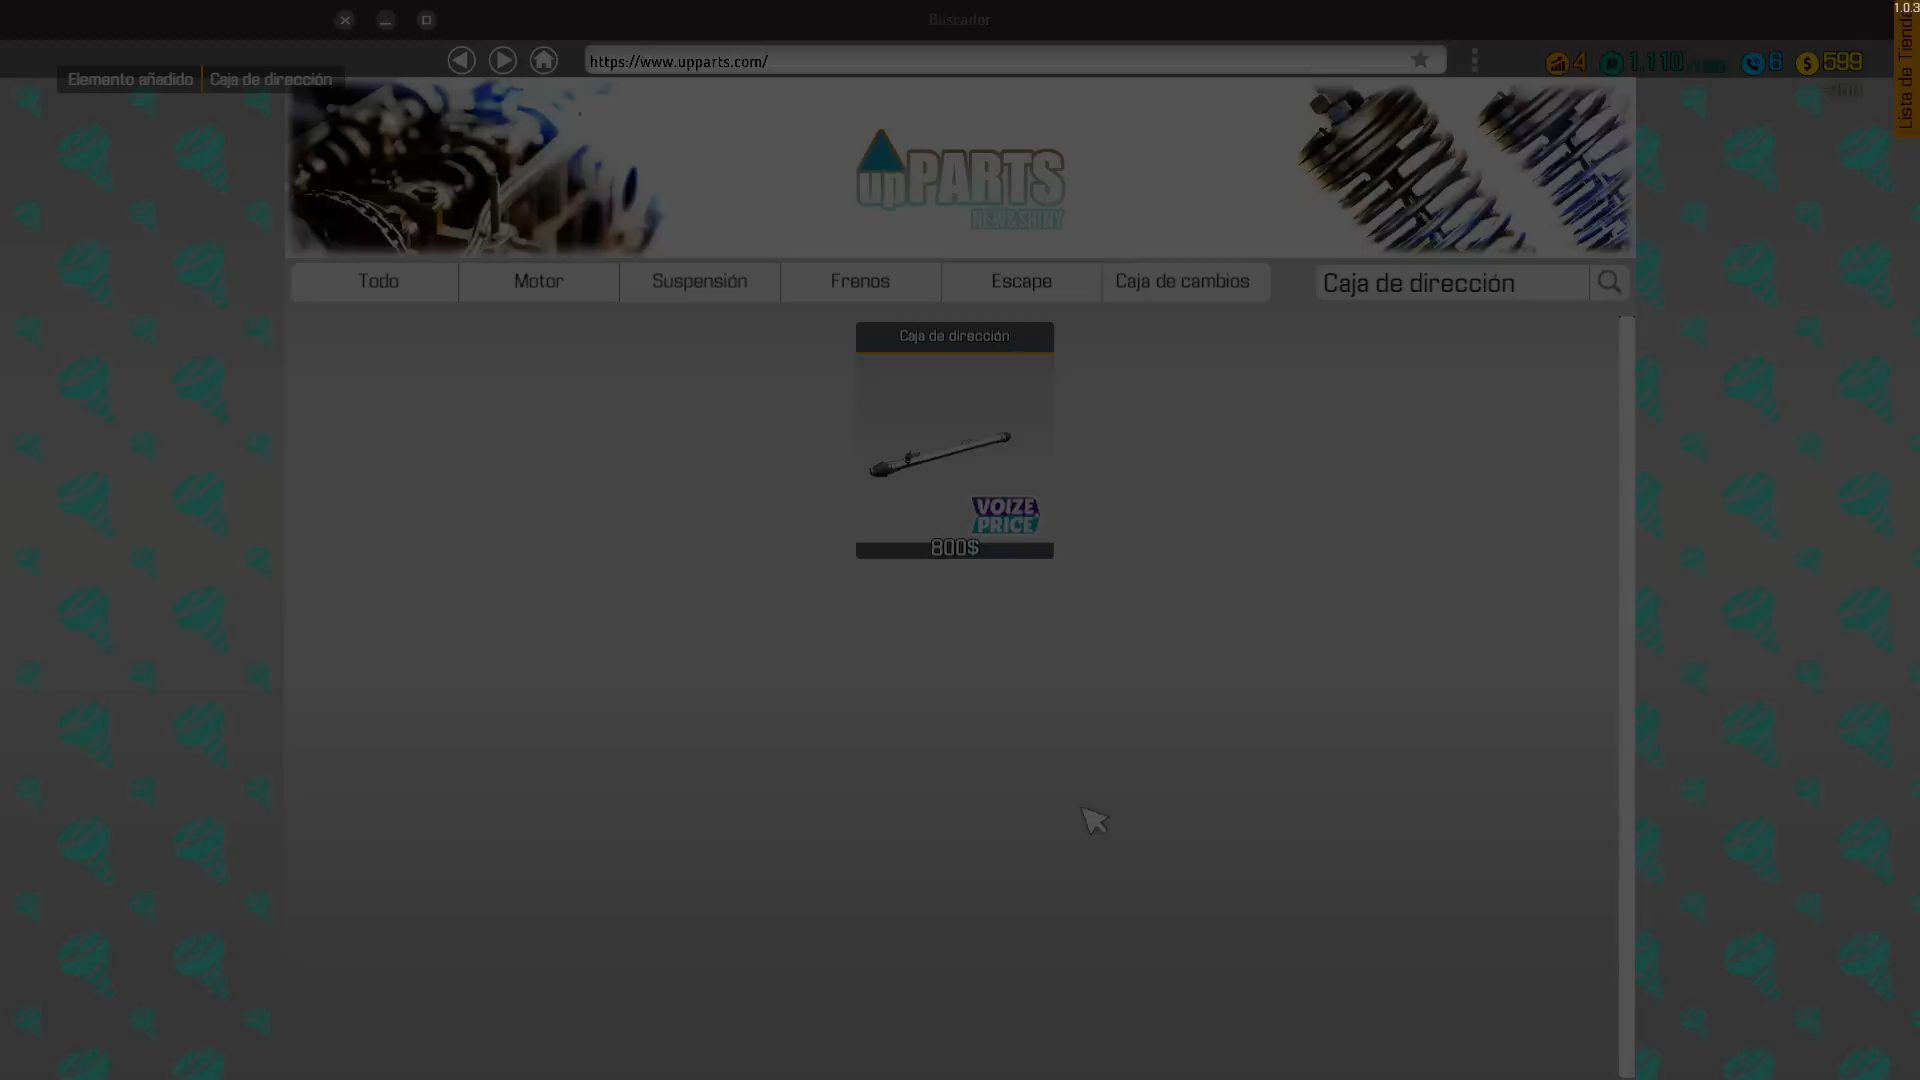 1.0.3
Buscador
https://www.upparts.com/
4
1.110
6
599
Lista de Tienda
Elemento añadido
Caja de dirección
upPARTS
NEW&SHINY
Todo
Motor
Suspensión
Frenos
Escape
Caja de cambios
Caja de dirección
Caja de dirección
VOIZE
PRICE
800$